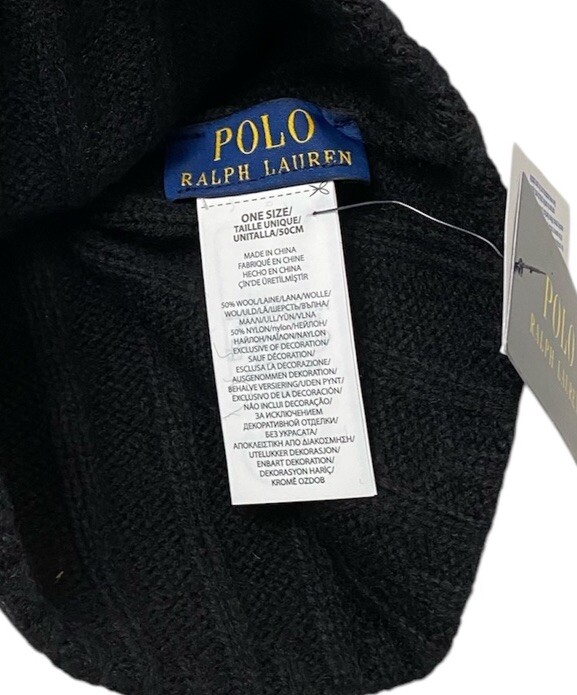 POLO
RALPH LAUREN
ONE SIZE/
TAILLE UNIQUE/
UNITALLA/50CM
MADE IN CHINA
FABRIQUÉ EN CHINE
HECHO EN CHINA
ÇİN'DE ÜRETİLMİŞTİR
50% WOOL/LAINE/LANA/WOLLE/
WOL/ULD/LÃ/ШЕРСТЬ/ВЪЛНА/
ΜΑΛΛΙ/ULL/YÜN/VLNA
50% NYLON/nylon/НЕЙЛОН/
НАЙЛОН/ΝΑΪΛΟΝ/NAYLON
EXCLUSIVE OF DECORATION/
SAUF DÉCORATION/
ESCLUSA LA DECORAZIONE/
AUSGENOMMEN DEKORATION/
BEHALVE VERSIERING/UDEN PYNT/
EXCLUSIVO DE LA DECORACIÓN/
NÃO INCLUI DECORAÇÃO/
ЗА ИСКЛЮЧЕНИЕМ
ДЕКОРАТИВНОЙ ОТДЕЛКИ/
БЕЗ УКРАСАТА/
ΑΠΟΚΛΕΙΣΤΙΚΗ ΑΠΟ ΔΙΑΚΟΣΜΗΣΗ/
UTELUKKER DEKORASJON/
ENBART DEKORATION/
DEKORASYON HARİÇ/
KROMĚ OZDOB
POLO
RALPH LAUREN